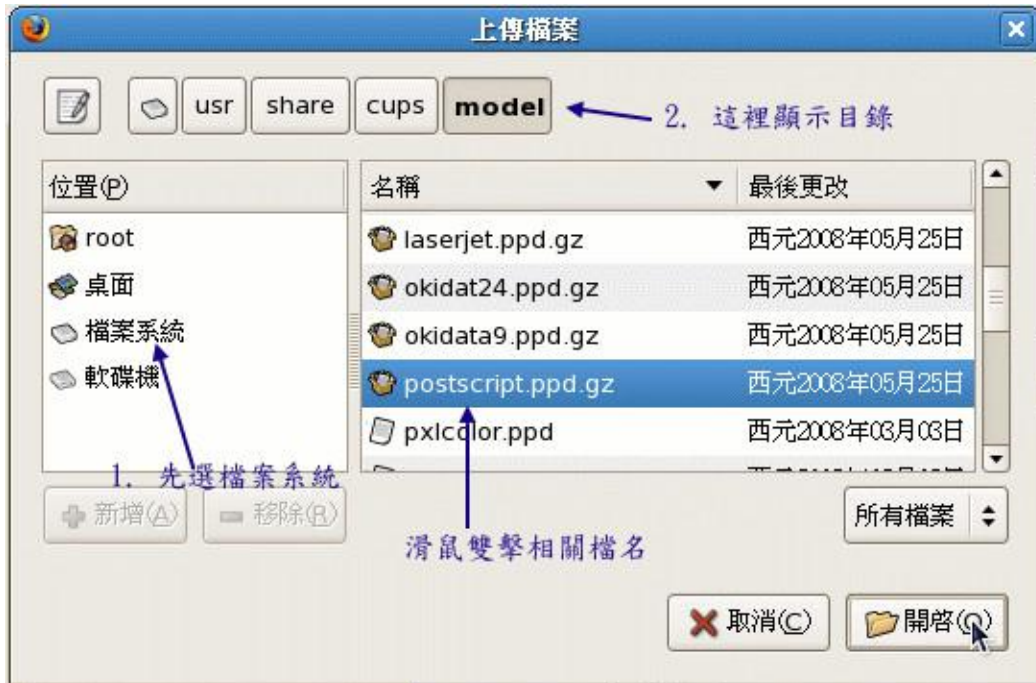 上傳檔案
usr share cups model
2. 這裡顯示目錄
位置(P)
名稱 最後更改
root
桌面
檔案系統
軟碟機
laserjet.ppd.gz 西元2008年05月25日
okidat24.ppd.gz 西元2008年05月25日
okidata9.ppd.gz 西元2008年05月25日
postscript.ppd.gz 西元2008年05月25日
pxlcolor.ppd 西元2008年03月03日
1. 先選檔案系統
新增(A) 移除(R)
所有檔案
滑鼠雙擊相關檔名
取消(C) 開啓(O)